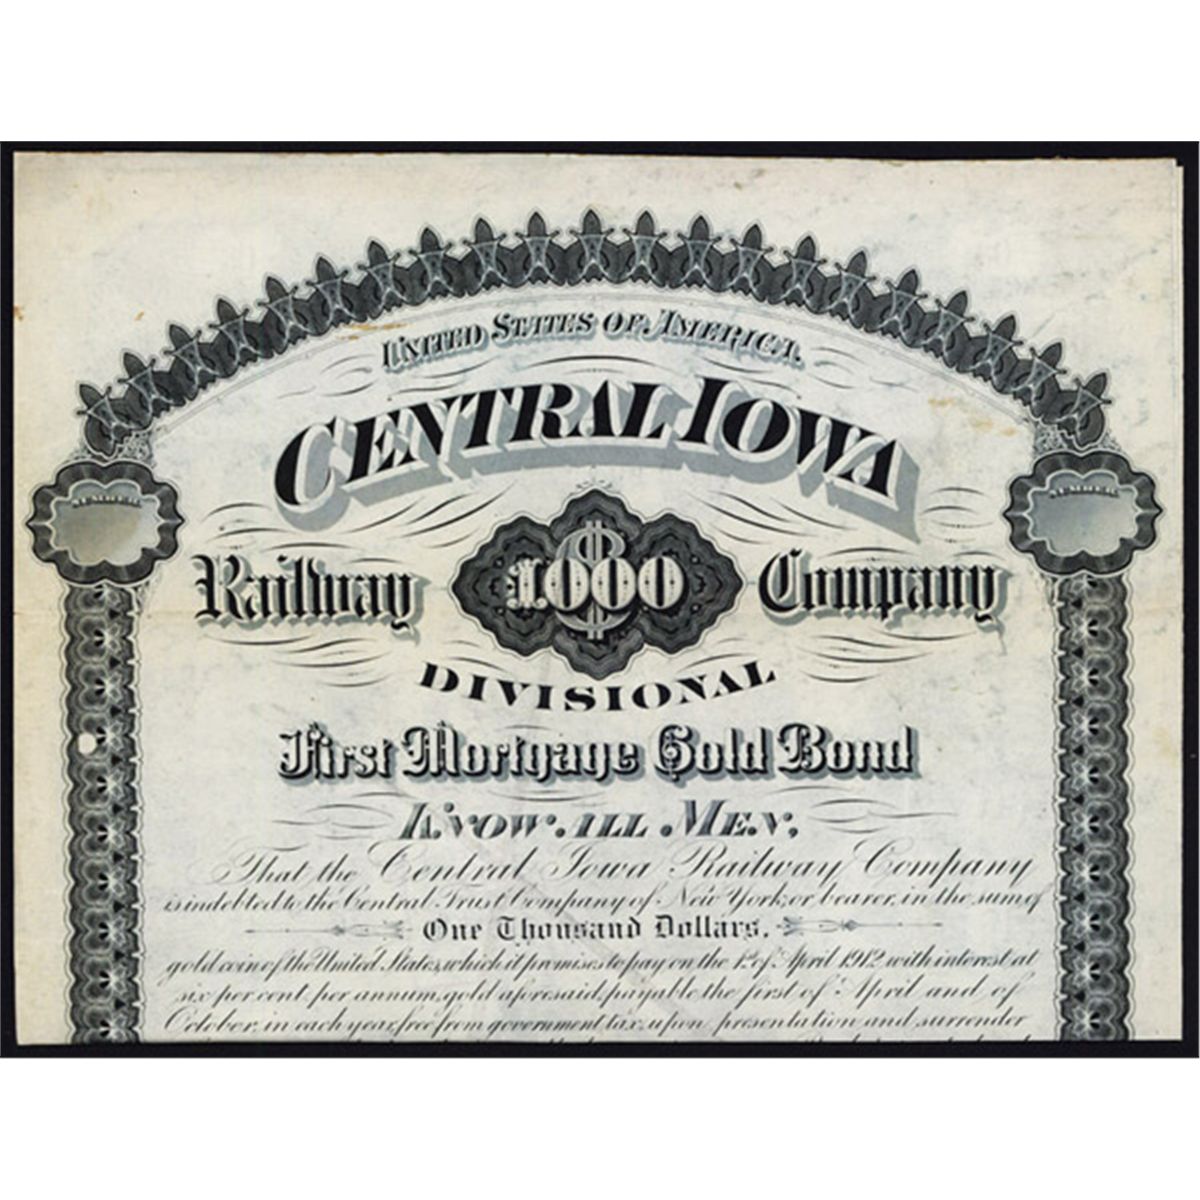 UNITED STATES OF AMERICA.
CENTRAL IOWA
NUMBER NUMBER
Railway $1000 Company
DIVISIONAL
First Mortgage Gold Bond
KNOW ALL MEN,
That the Central Iowa Railway Company
is indebted to the Central Trust Company of New York, or bearer, in the sum of
One Thousand Dollars,
gold coin of the United States, which it promises to pay on the 1st of April 1912, with interest at
six per cent. per annum, gold aforesaid, payable the first of April and of
October, in each year, free from government tax, upon presentation and surrender